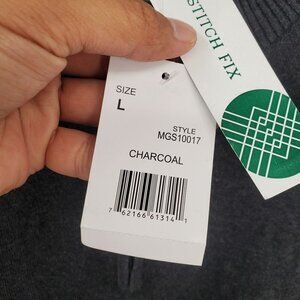 STITCH FIX
SIZE
L
STYLE
MGS10017
CHARCOAL
7 62166 61314 1